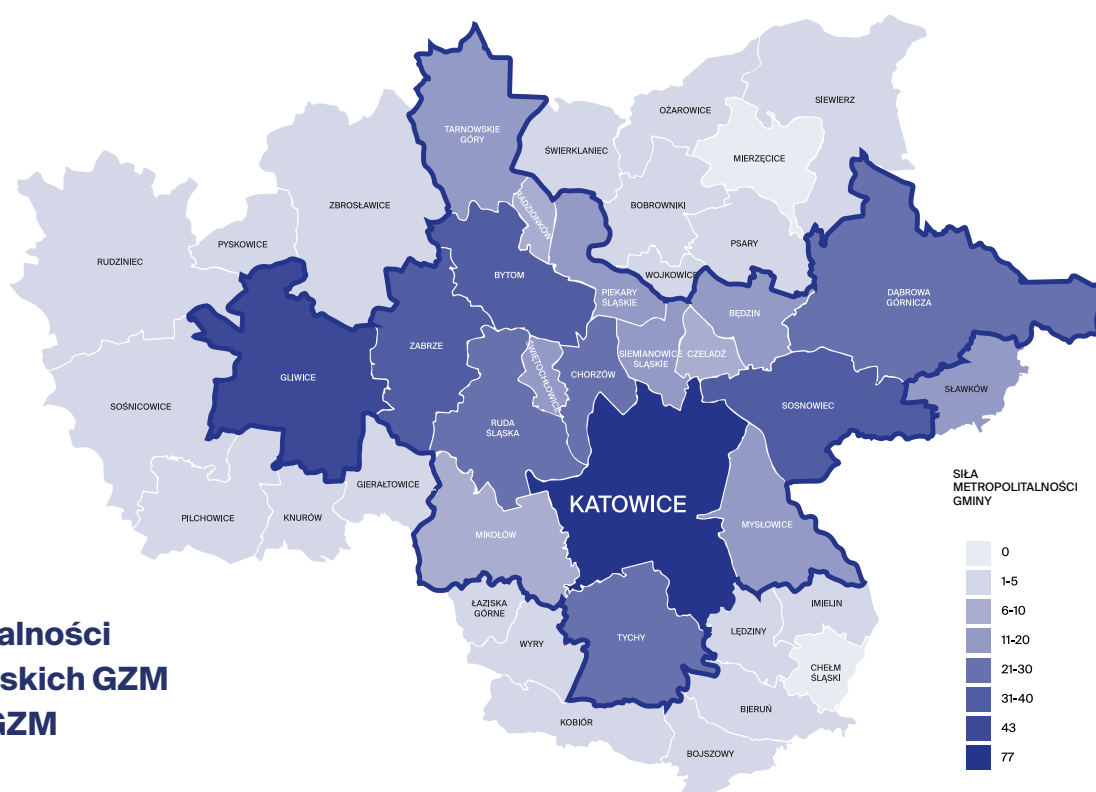 TARNOWSKIE
GÓRY
ŚWIERKLANIEC
OŻAROWICE
SIEWIERZ
MIERZĘCICE
ZBROSŁAWICE
RADZIONKÓW
BOBROWNIKI
PSARY
PYSKOWICE
RUDZINIEC
BYTOM
WOJKOWICE
PIEKARY
ŚLĄSKIE
BĘDZIN
DĄBROWA
GÓRNICZA
ZABRZE
ŚWIĘTOCHŁOWICE
CHORZÓW
SIEMIANOWICE
ŚLĄSKIE
CZELADŹ
GLIWICE
SOŚNICOWICE
SOSNOWIEC
SŁAWKÓW
RUDA
ŚLĄSKA
GIERAŁTOWICE
KATOWICE
PILCHOWICE
KNURÓW
MIKOŁÓW
MYSŁOWICE
ŁAZISKA
GÓRNE
WYRY
TYCHY
LĘDZINY
IMIELIN
CHEŁM
ŚLĄSKI
KOBIÓR
BIERUŃ
BOJSZOWY
SIŁA
METROPOLITALNOŚCI
GMINY
0
1-5
6-10
11-20
21-30
31-40
43
77
alności
skich GZM
GZM